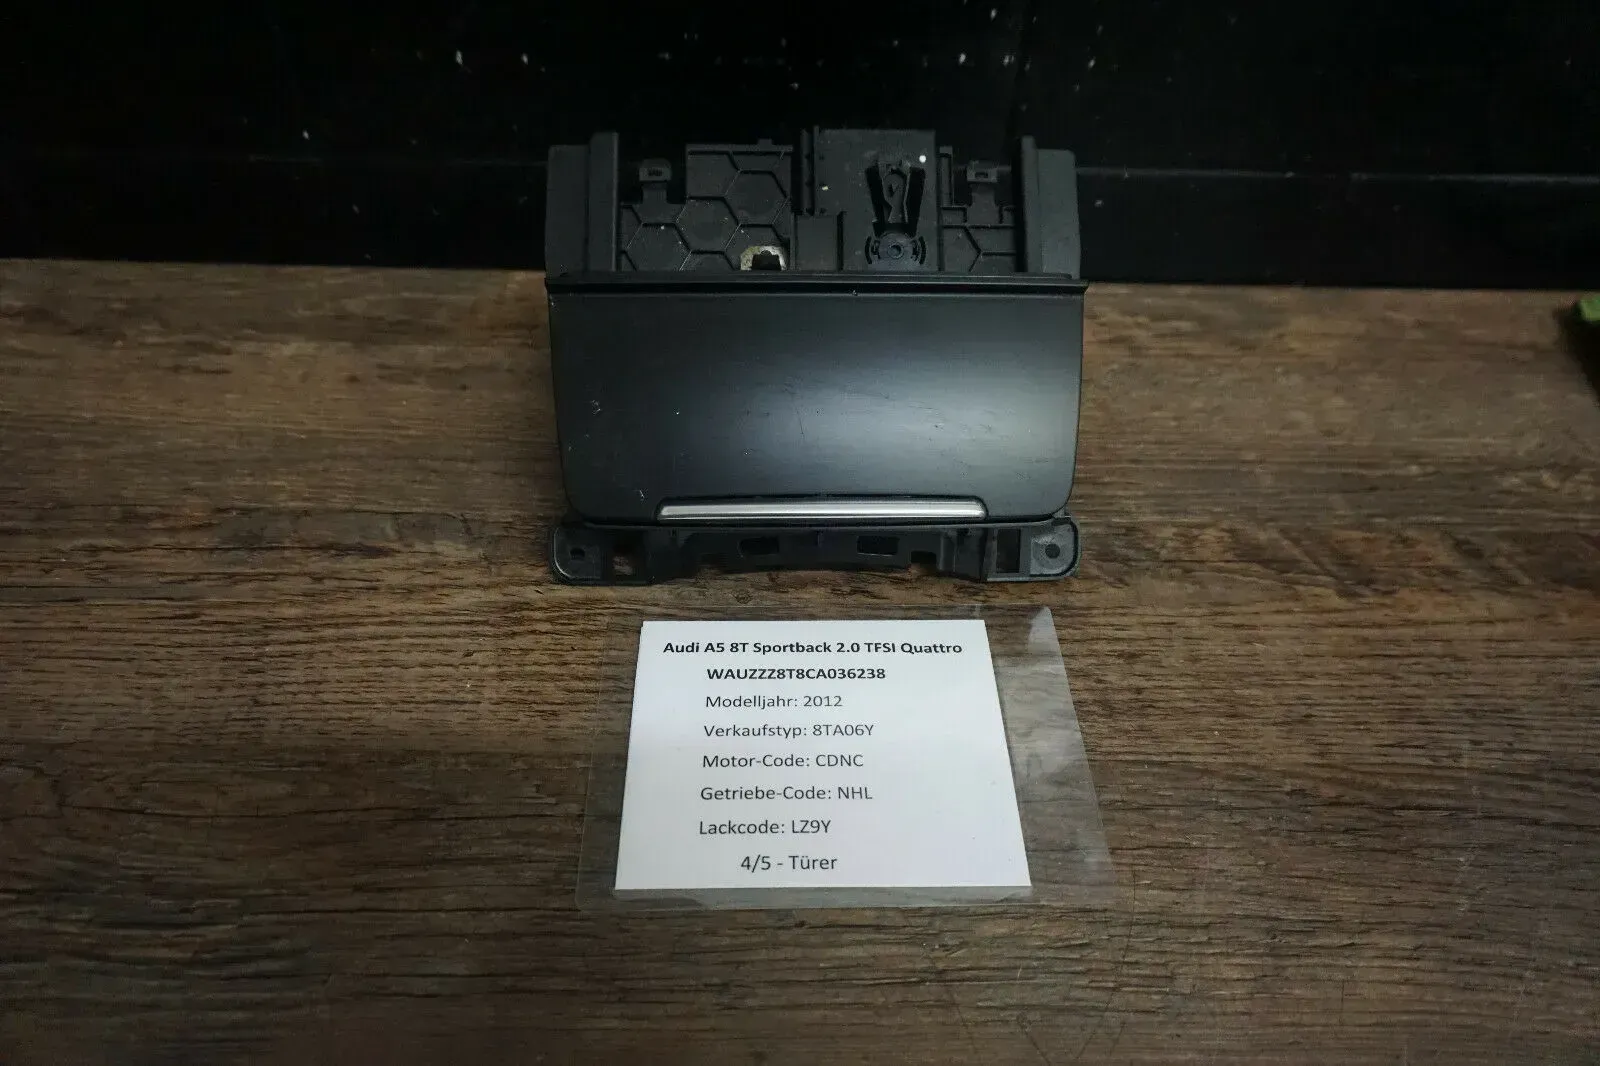 Audi A5 8T Sportback 2.0 TFSI Quattro
WAUZZZ8T8CA036238
Modelljahr: 2012
Verkaufstyp: 8TA06Y
Motor-Code: CDNC
Getriebe-Code: NHL
Lackcode: LZ9Y
4/5 - Türer